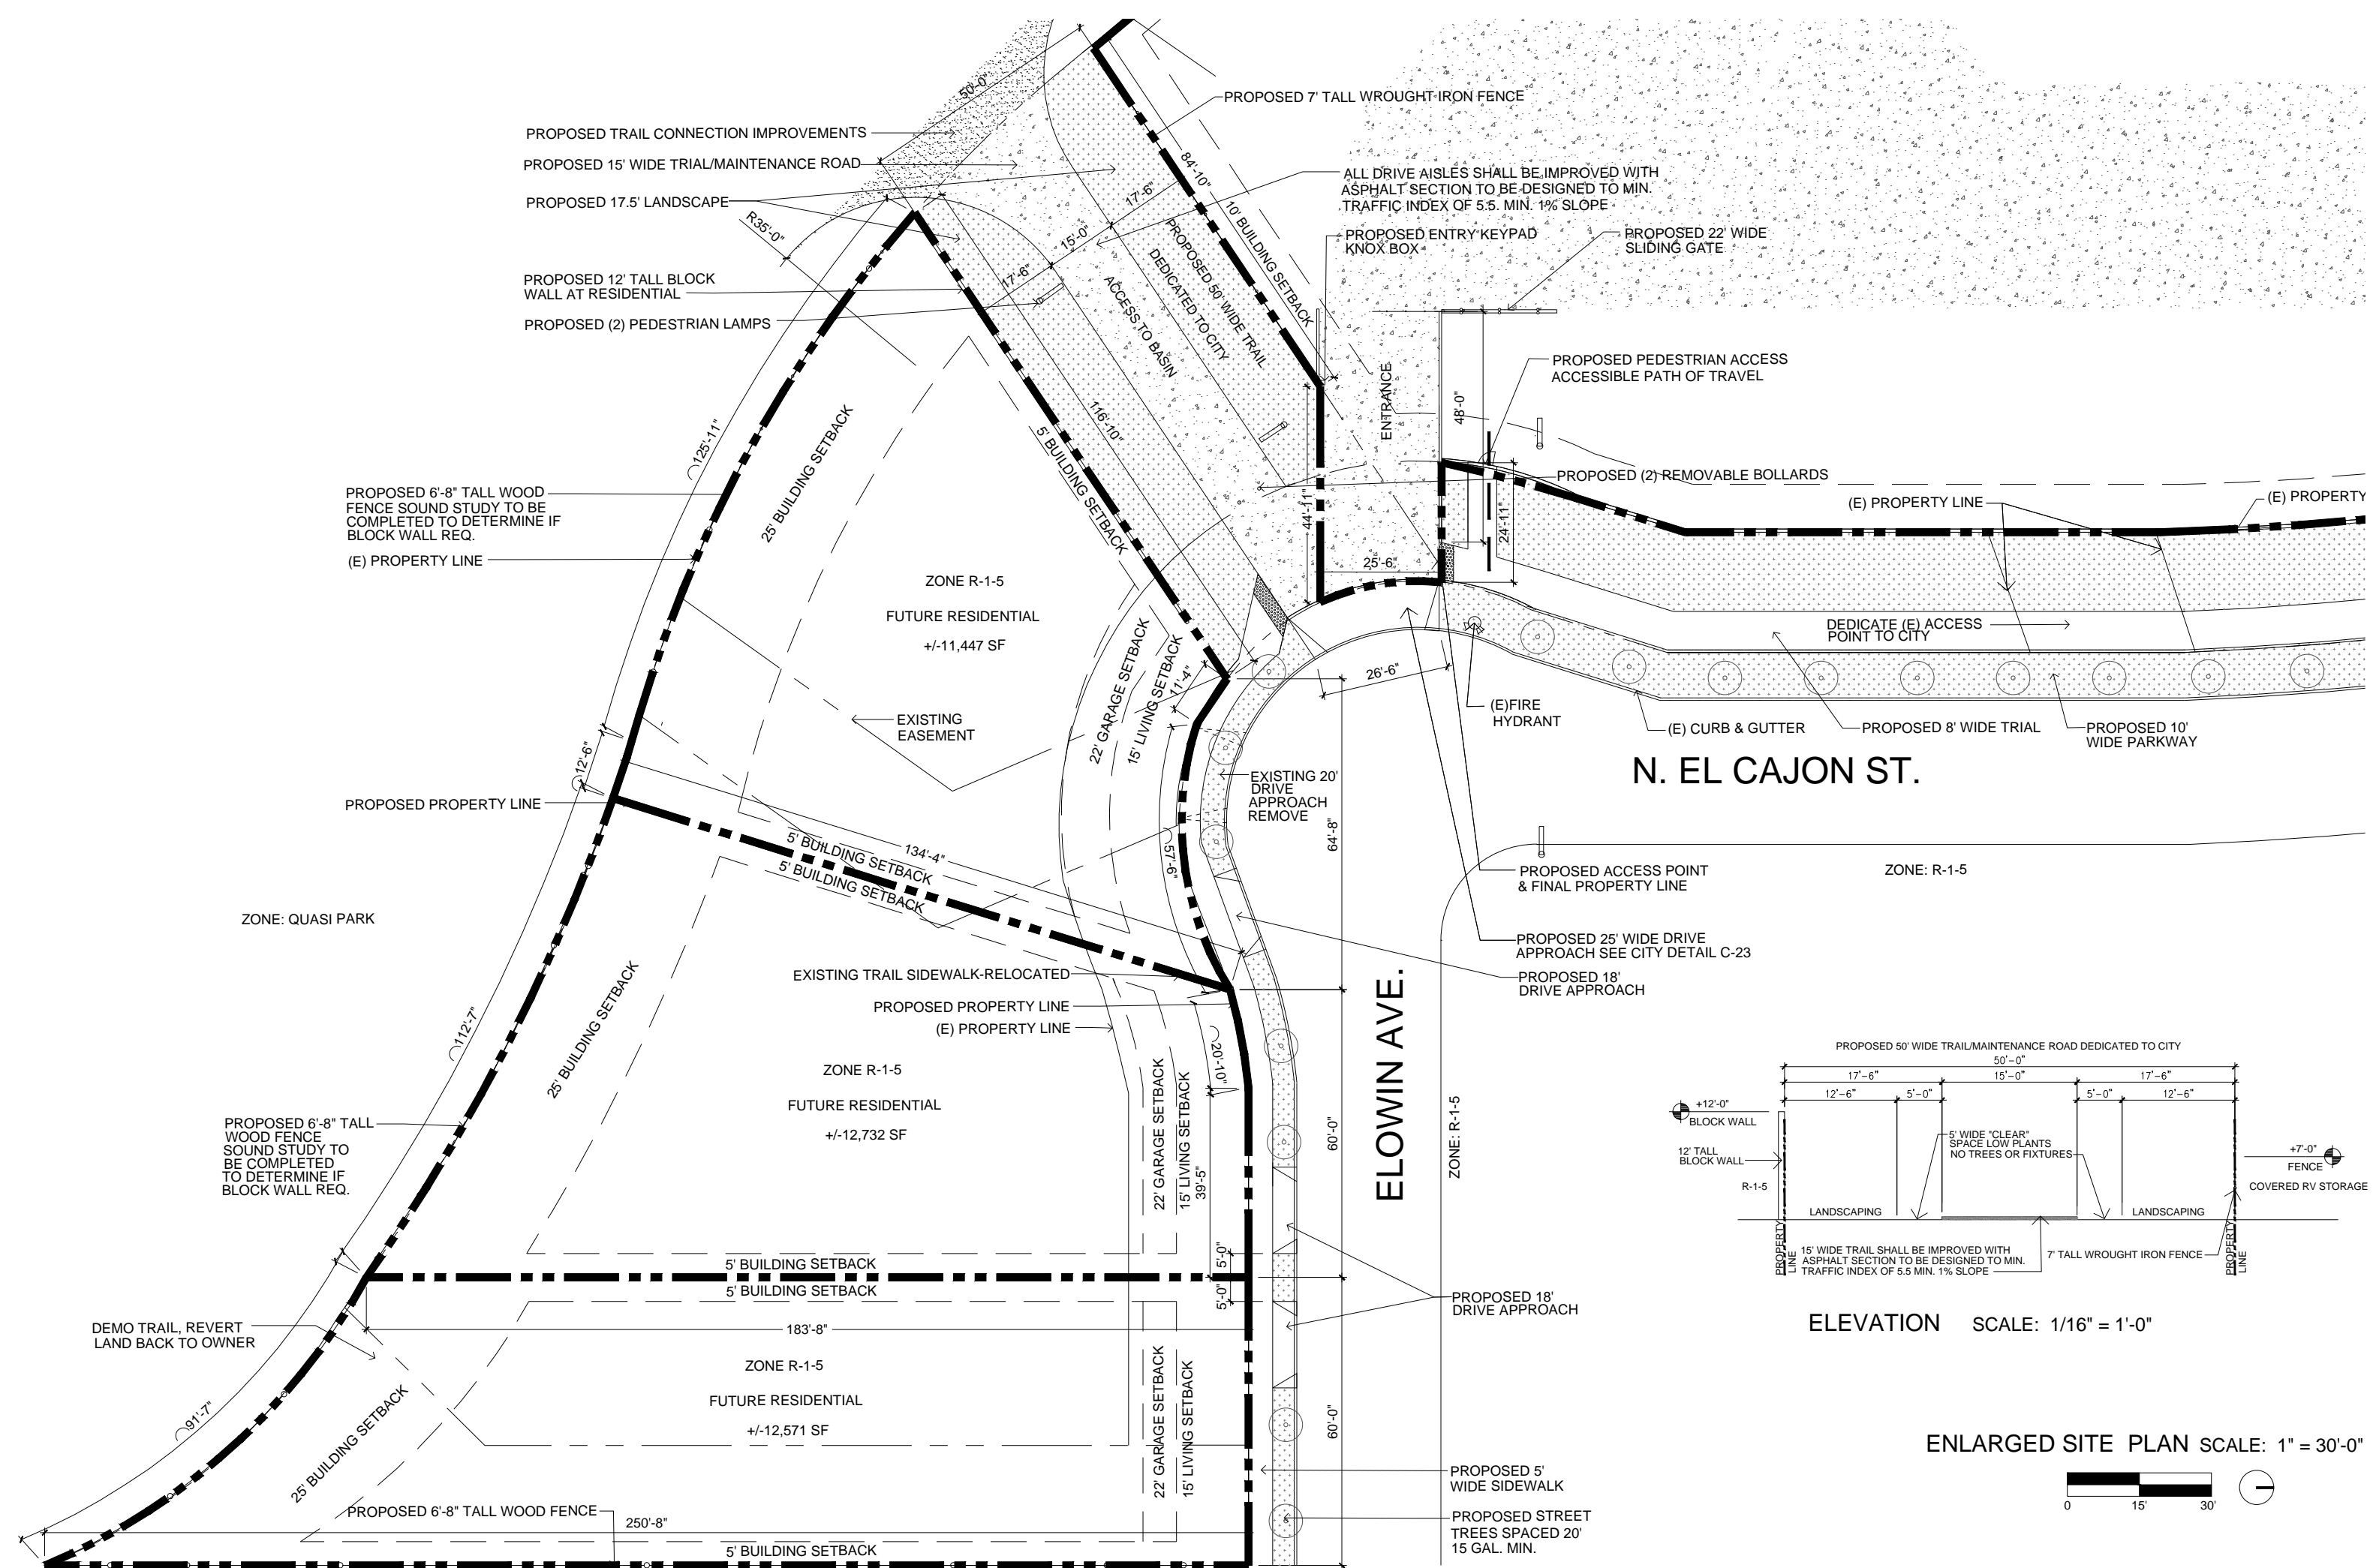 50'-0"
PROPOSED 7' TALL WROUGHT IRON FENCE
PROPOSED TRAIL CONNECTION IMPROVEMENTS
PROPOSED 15' WIDE TRIAL/MAINTENANCE ROAD
PROPOSED 17.5' LANDSCAPE
R35'-0"
PROPOSED 12' TALL BLOCK
WALL AT RESIDENTIAL
PROPOSED (2) PEDESTRIAN LAMPS
84'-10"
17'-6"
15'-0"
17'-6"
10' BUILDING SETBACK
PROPOSED 50' WIDE TRAIL
DEDICATED TO CITY
ACCESS TO BASIN
116'-10"
5' BUILDING SETBACK
ALL DRIVE AISLES SHALL BE IMPROVED WITH
ASPHALT SECTION TO BE DESIGNED TO MIN.
TRAFFIC INDEX OF 5.5. MIN. 1% SLOPE
PROPOSED ENTRY KEYPAD
KNOX BOX
PROPOSED 22' WIDE
SLIDING GATE
ENTRANCE
48'-0"
PROPOSED PEDESTRIAN ACCESS
ACCESSIBLE PATH OF TRAVEL
PROPOSED (2) REMOVABLE BOLLARDS
(E) PROPERTY LINE
(E) PROPERTY
44'-11"
24'-11"
25'-6"
125'-11"
25' BUILDING SETBACK
PROPOSED 6'-8" TALL WOOD
FENCE SOUND STUDY TO BE
COMPLETED TO DETERMINE IF
BLOCK WALL REQ.
(E) PROPERTY LINE
ZONE R-1-5
FUTURE RESIDENTIAL
+/-11,447 SF
22' GARAGE SETBACK
15' LIVING SETBACK
11'-4"
26'-6"
DEDICATE (E) ACCESS
POINT TO CITY
(E)FIRE
HYDRANT
(E) CURB & GUTTER
PROPOSED 8' WIDE TRIAL
PROPOSED 10'
WIDE PARKWAY
N. EL CAJON ST.
EXISTING
EASEMENT
12'-6"
PROPOSED PROPERTY LINE
EXISTING 20'
DRIVE
APPROACH
REMOVE
64'-8"
57'-6"
134'-4"
5' BUILDING SETBACK
5' BUILDING SETBACK
PROPOSED ACCESS POINT
& FINAL PROPERTY LINE
ZONE: R-1-5
ZONE: QUASI PARK
PROPOSED 25' WIDE DRIVE
APPROACH SEE CITY DETAIL C-23
PROPOSED 18'
DRIVE APPROACH
25' BUILDING SETBACK
112'-7"
EXISTING TRAIL SIDEWALK-RELOCATED
PROPOSED PROPERTY LINE
(E) PROPERTY LINE
20'-10"
ZONE R-1-5
FUTURE RESIDENTIAL
+/-12,732 SF
22' GARAGE SETBACK
15' LIVING SETBACK
39'-5"
60'-0"
ELOWIN AVE.
ZONE: R-1-5
PROPOSED 6'-8" TALL
WOOD FENCE
SOUND STUDY TO
BE COMPLETED
TO DETERMINE IF
BLOCK WALL REQ.
PROPOSED 50' WIDE TRAIL/MAINTENANCE ROAD DEDICATED TO CITY
50'-0"
17'-6"
15'-0"
17'-6"
12'-6"
5'-0"
5'-0"
12'-6"
+12'-0"
BLOCK WALL
12' TALL
BLOCK WALL
R-1-5
5' WIDE "CLEAR"
SPACE LOW PLANTS
NO TREES OR FIXTURES
+7'-0"
FENCE
COVERED RV STORAGE
LANDSCAPING
LANDSCAPING
PROPERTY
LINE
15' WIDE TRAIL SHALL BE IMPROVED WITH
ASPHALT SECTION TO BE DESIGNED TO MIN.
TRAFFIC INDEX OF 5.5 MIN. 1% SLOPE
7' TALL WROUGHT IRON FENCE
PROPERTY
LINE
ELEVATION SCALE: 1/16" = 1'-0"
5' BUILDING SETBACK
5' BUILDING SETBACK
5'-0"
5'-0"
183'-8"
PROPOSED 18'
DRIVE APPROACH
DEMO TRAIL, REVERT
LAND BACK TO OWNER
91'-7"
25' BUILDING SETBACK
ZONE R-1-5
FUTURE RESIDENTIAL
+/-12,571 SF
22' GARAGE SETBACK
15' LIVING SETBACK
60'-0"
ENLARGED SITE PLAN SCALE: 1" = 30'-0"
0 15' 30'
PROPOSED 5'
WIDE SIDEWALK
PROPOSED STREET
TREES SPACED 20'
15 GAL. MIN.
PROPOSED 6'-8" TALL WOOD FENCE
250'-8"
5' BUILDING SETBACK